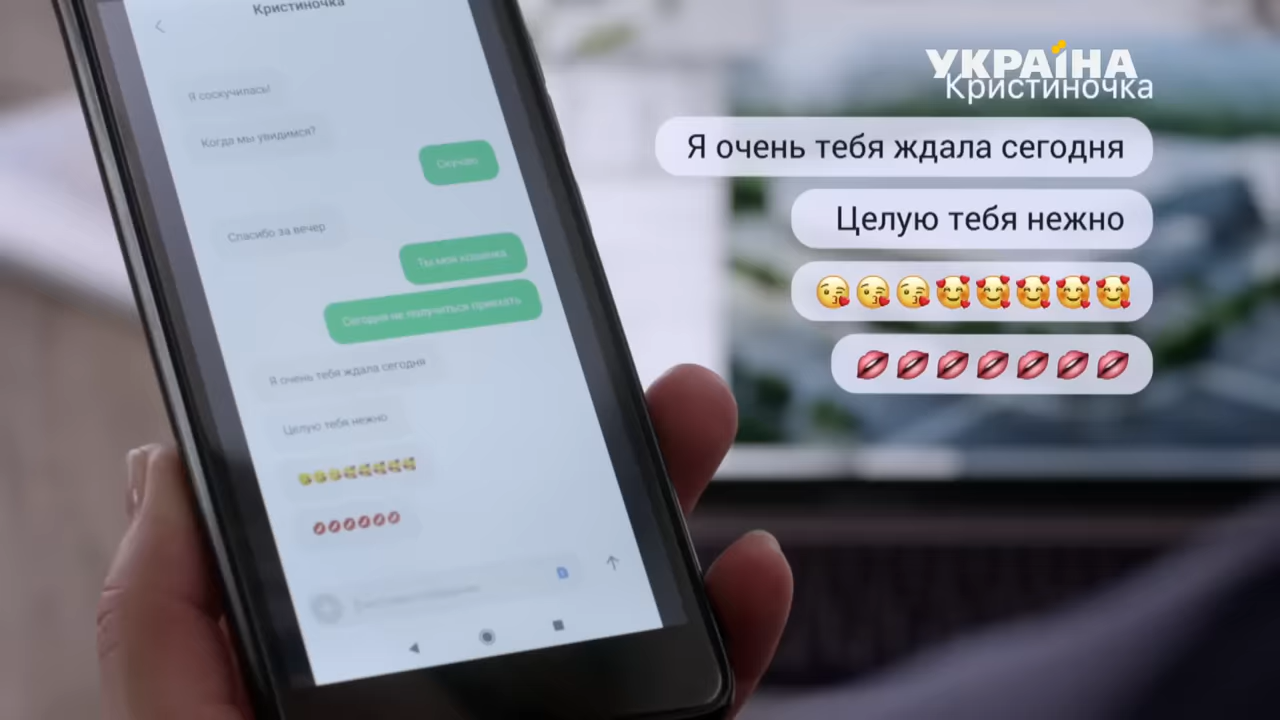 Кристиночка
Я соскучилась!
Когда мы увидимся?
Скучаю
Спасибо за вечер
Ты моя кошечка
Сегодня не получиться приехать
Я очень тебя ждала сегодня
Целую тебя нежно
😘😘😘🥰🥰🥰🥰🥰
💋💋💋💋💋💋
УКРАЇНА
Кристиночка
Я очень тебя ждала сегодня
Целую тебя нежно
😘😘😘🥰🥰🥰🥰🥰
💋💋💋💋💋💋💋